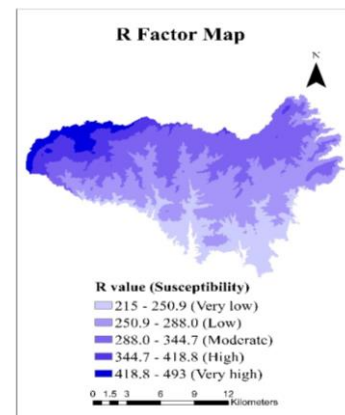 R Factor Map
N
R value (Susceptibility)
215 - 250.9 (Very low)
250.9 - 288.0 (Low)
288.0 - 344.7 (Moderate)
344.7 - 418.8 (High)
418.8 - 493 (Very high)
0 1.5 3 6 9 12
Kilometers